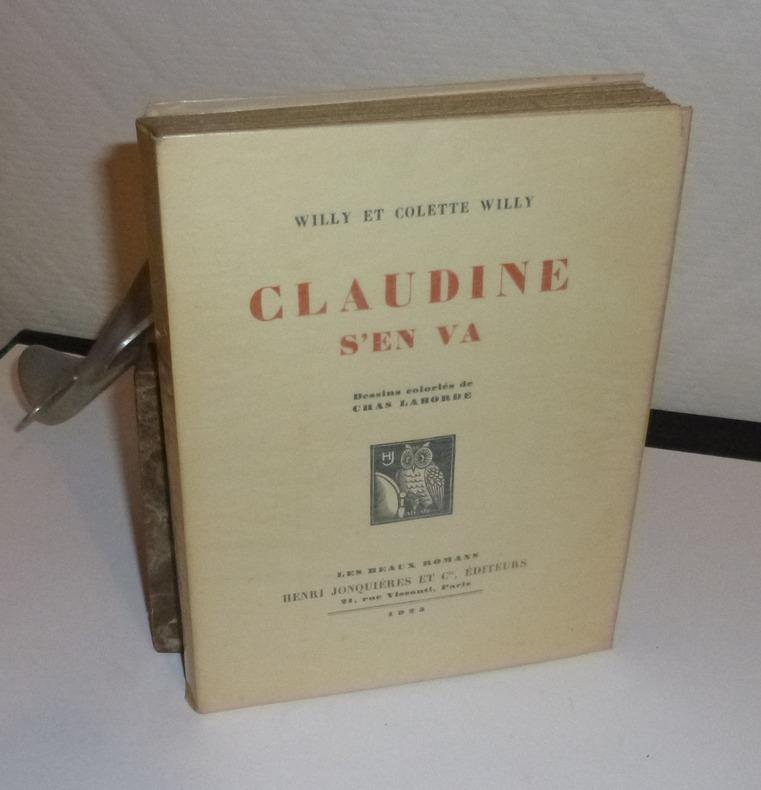 WILLY ET COLETTE WILLY
CLAUDINE
S'EN VA
Dessins coloriés de
CHAS LABORDE
HJ
LES BEAUX ROMANS
HENRI JONQUIÈRES ET Cie, ÉDITEURS
21, rue Visconti, Paris
1925